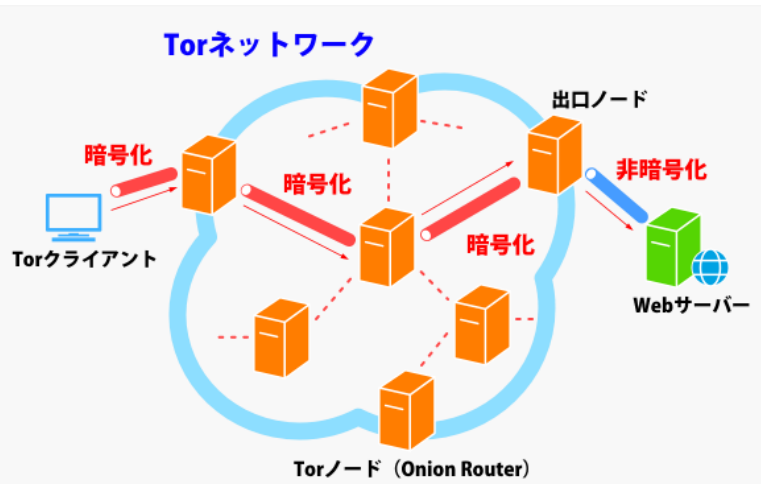 Torネットワーク
出口ノード
暗号化
暗号化
非暗号化
暗号化
Torクライアント
Webサーバー
Torノード（Onion Router）